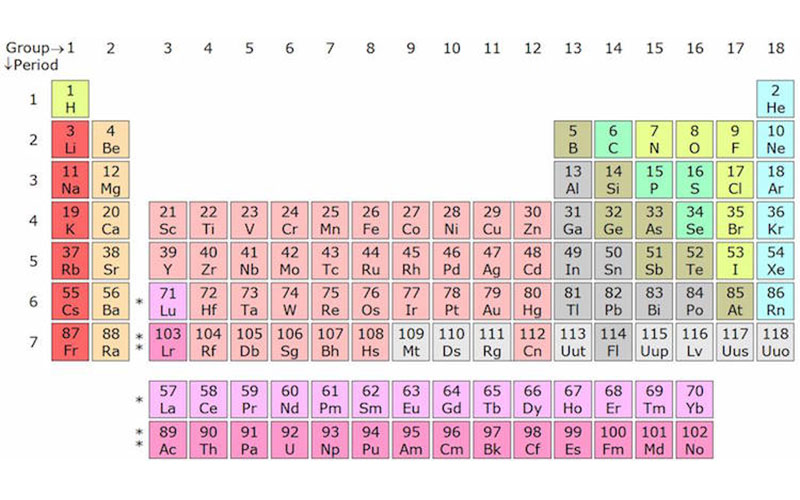 Group→ 1 2 3 4 5 6 7 8 9 10 11 12 13 14 15 16 17 18
↓Period
1 1 2
H He
2 3 4 5 6 7 8 9 10
Li Be B C N O F Ne
3 11 12 13 14 15 16 17 18
Na Mg Al Si P S Cl Ar
4 19 20 21 22 23 24 25 26 27 28 29 30 31 32 33 34 35 36
K Ca Sc Ti V Cr Mn Fe Co Ni Cu Zn Ga Ge As Se Br Kr
5 37 38 39 40 41 42 43 44 45 46 47 48 49 50 51 52 53 54
Rb Sr Y Zr Nb Mo Tc Ru Rh Pd Ag Cd In Sn Sb Te I Xe
6 55 56 * 71 72 73 74 75 76 77 78 79 80 81 82 83 84 85 86
Cs Ba Lu Hf Ta W Re Os Ir Pt Au Hg Tl Pb Bi Po At Rn
7 87 88 * 103 104 105 106 107 108 109 110 111 112 113 114 115 116 117 118
Fr Ra * Lr Rf Db Sg Bh Hs Mt Ds Rg Cn Uut Fl Uup Lv Uus Uuo
* 57 58 59 60 61 62 63 64 65 66 67 68 69 70
La Ce Pr Nd Pm Sm Eu Gd Tb Dy Ho Er Tm Yb
* 89 90 91 92 93 94 95 96 97 98 99 100 101 102
* Ac Th Pa U Np Pu Am Cm Bk Cf Es Fm Md No